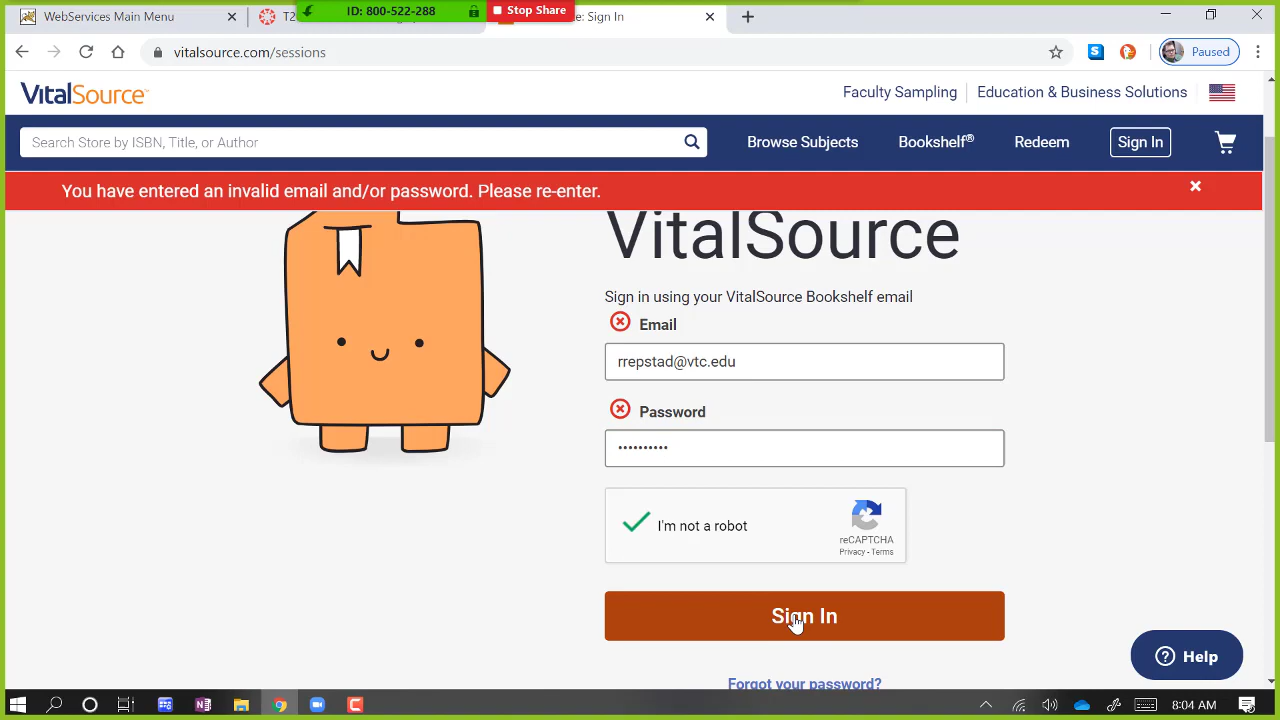 WebServices Main Menu
ID: 800-522-288
Stop Share
: Sign In
vitalsource.com/sessions
Paused
VitalSource
Faculty Sampling
Education & Business Solutions
Search Store by ISBN, Title, or Author
Browse Subjects
Bookshelf®
Redeem
Sign In
You have entered an invalid email and/or password. Please re-enter.
VitalSource
Sign in using your VitalSource Bookshelf email
Email
rrepstad@vtc.edu
Password
••••••••••
I'm not a robot
reCAPTCHA
Privacy - Terms
Sign In
Help
Forgot your password?
8:04 AM